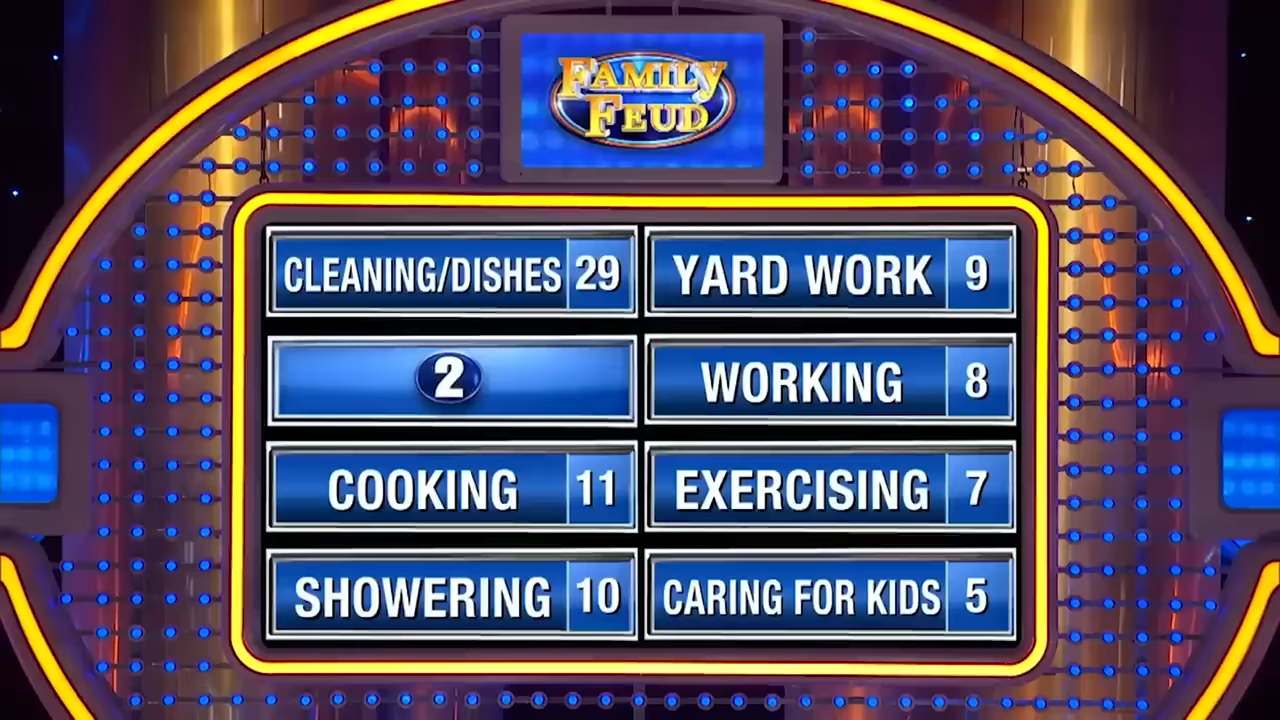 FAMILY
FEUD
CLEANING/DISHES 29
2
COOKING 11
SHOWERING 10
YARD WORK 9
WORKING 8
EXERCISING 7
CARING FOR KIDS 5